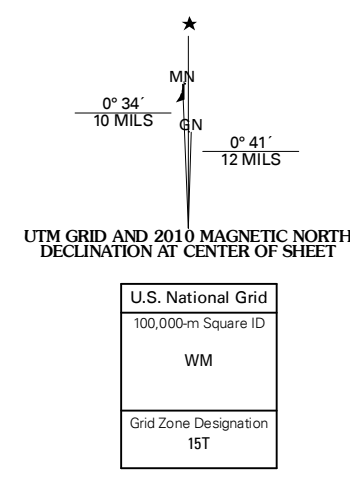 MN
0° 34´
10 MILS
GN
0° 41´
12 MILS
UTM GRID AND 2010 MAGNETIC NORTH
DECLINATION AT CENTER OF SHEET
U.S. National Grid
100,000-m Square ID
WM
Grid Zone Designation
15T